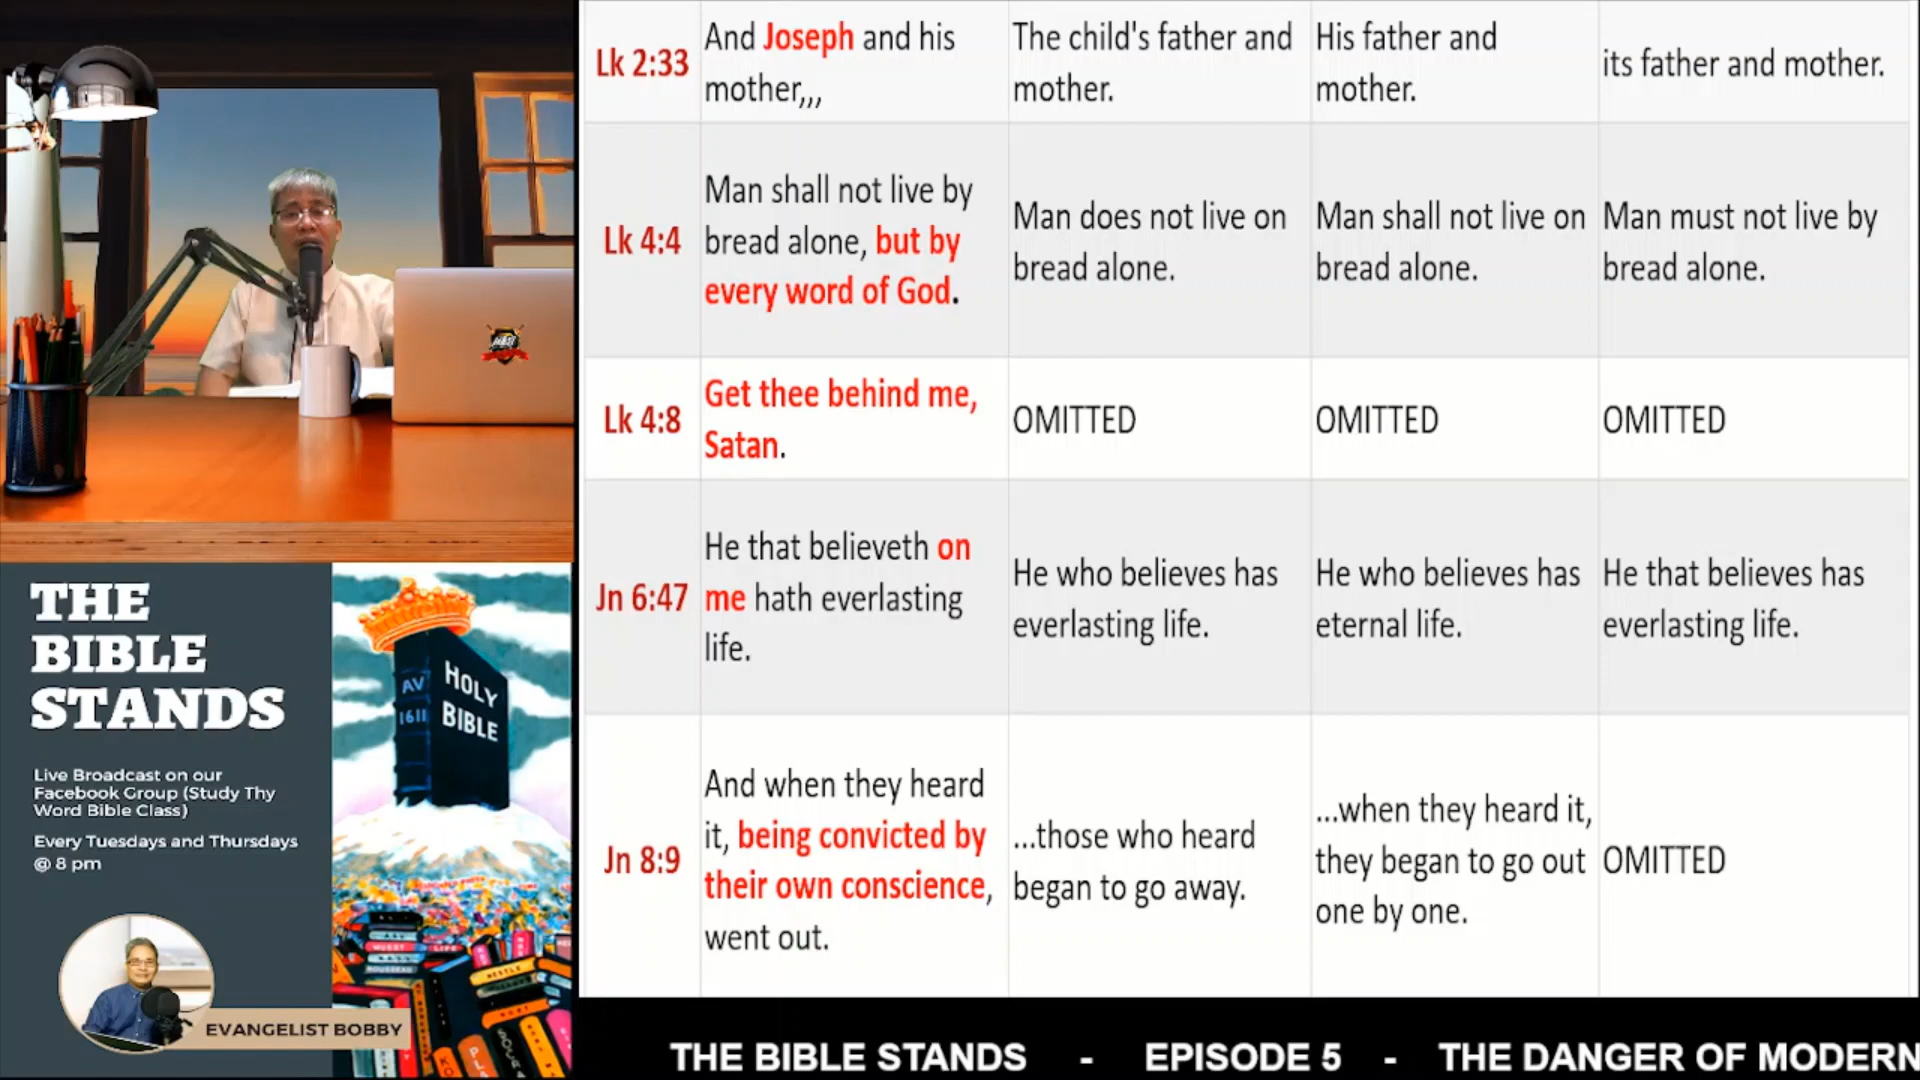 Lk 2:33
And Joseph and his
mother,,,
The child's father and
mother.
His father and
mother.
its father and mother.
Lk 4:4
Man shall not live by
bread alone, but by
every word of God.
Man does not live on
bread alone.
Man shall not live on
bread alone.
Man must not live by
bread alone.
Lk 4:8
Get thee behind me,
Satan.
OMITTED
OMITTED
OMITTED
Jn 6:47
He that believeth on
me hath everlasting
life.
He who believes has
everlasting life.
He who believes has
eternal life.
He that believes has
everlasting life.
Jn 8:9
And when they heard
it, being convicted by
their own conscience,
went out.
...those who heard
began to go away.
...when they heard it,
they began to go out
one by one.
OMITTED
THE
BIBLE
STANDS
Live Broadcast on our
Facebook Group (Study Thy
Word Bible Class)
Every Tuesdays and Thursdays
@ 8 pm
EVANGELIST BOBBY
AV
1611
HOLY
BIBLE
THE BIBLE STANDS - EPISODE 5 - THE DANGER OF MODERN